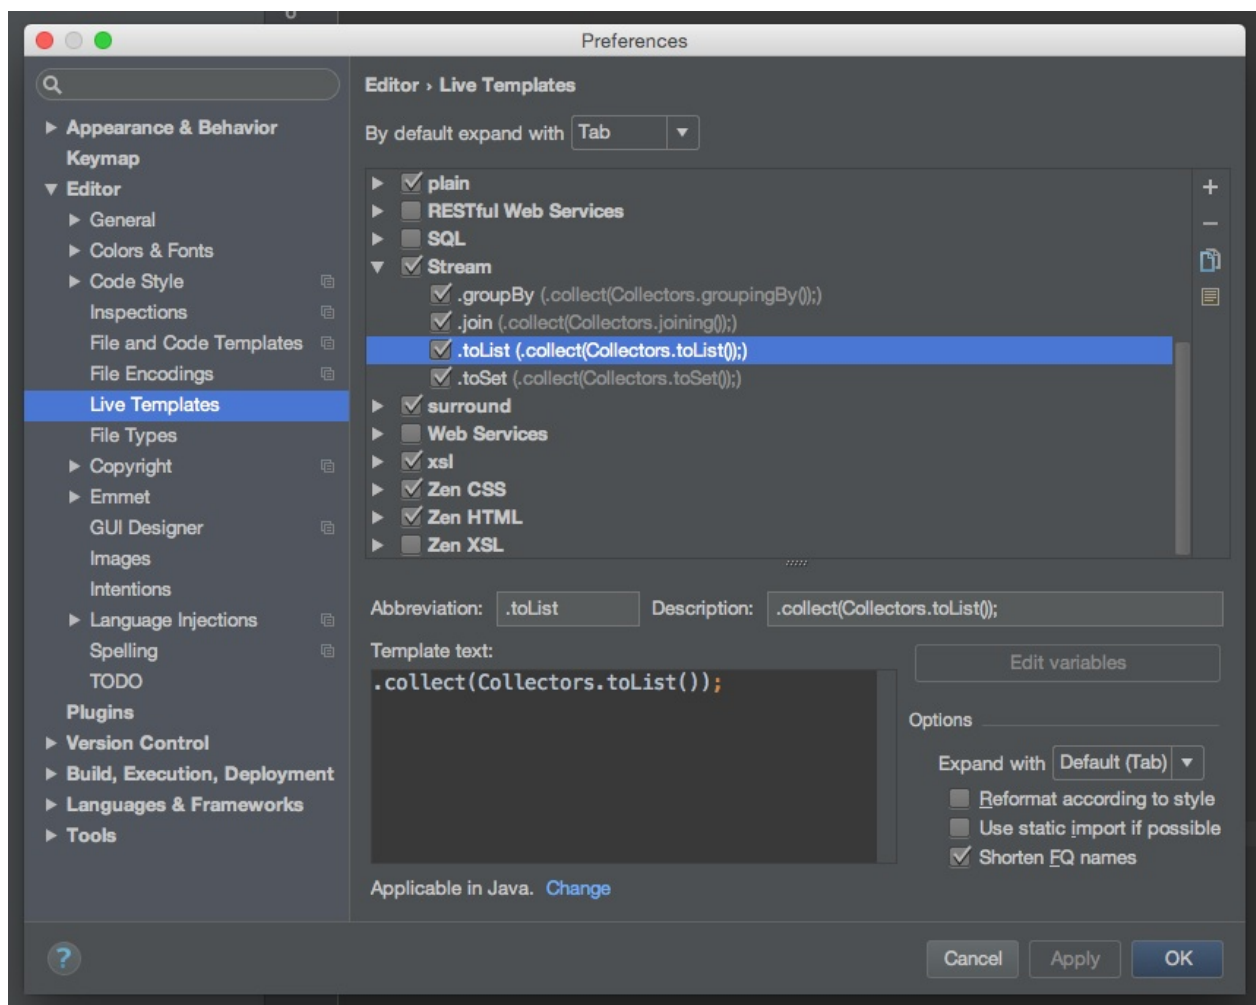 Preferences
Appearance & Behavior
Keymap
Editor
General
Colors & Fonts
Code Style
Inspections
File and Code Templates
File Encodings
Live Templates
File Types
Copyright
Emmet
GUI Designer
Images
Intentions
Language Injections
Spelling
TODO
Plugins
Version Control
Build, Execution, Deployment
Languages & Frameworks
Tools
Editor › Live Templates
By default expand with Tab
plain
RESTful Web Services
SQL
Stream
.groupBy (.collect(Collectors.groupingBy());)
.join (.collect(Collectors.joining());)
.toList (.collect(Collectors.toList());)
.toSet (.collect(Collectors.toSet());)
surround
Web Services
xsl
Zen CSS
Zen HTML
Zen XSL
Abbreviation: .toList Description: .collect(Collectors.toList());
Template text:
.collect(Collectors.toList());
Edit variables
Options
Expand with Default (Tab)
Reformat according to style
Use static import if possible
Shorten FQ names
Applicable in Java. Change
? Cancel Apply OK